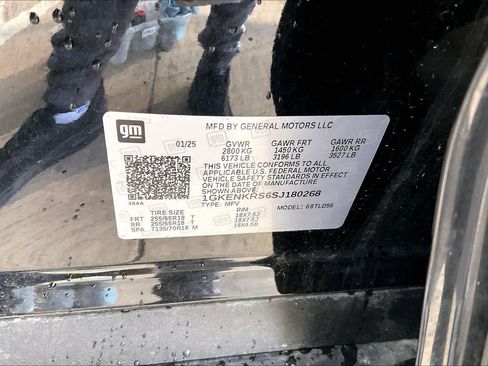 gm
MFD BY GENERAL MOTORS LLC
01/25 GVWR GAWR FRT GAWR RR
2800 KG 1450 KG 1600 KG
6173 LB 3196 LB 3527 LB
THIS VEHICLE CONFORMS TO ALL
APPLICABLE U.S. FEDERAL MOTOR
VEHICLE SAFETY STANDARDS IN EFFECT
ON THE DATE OF MANUFACTURE
SHOWN ABOVE.
1GKENKRS6SJ180268
TYPE: MPV MODEL: 6BTLD56
TIRE SIZE RIM
FRT 255/65R18 T 18X7.5J
RR 255/65R18 T 18X7.5J
SPA T135/70R18 M 18X4.5B